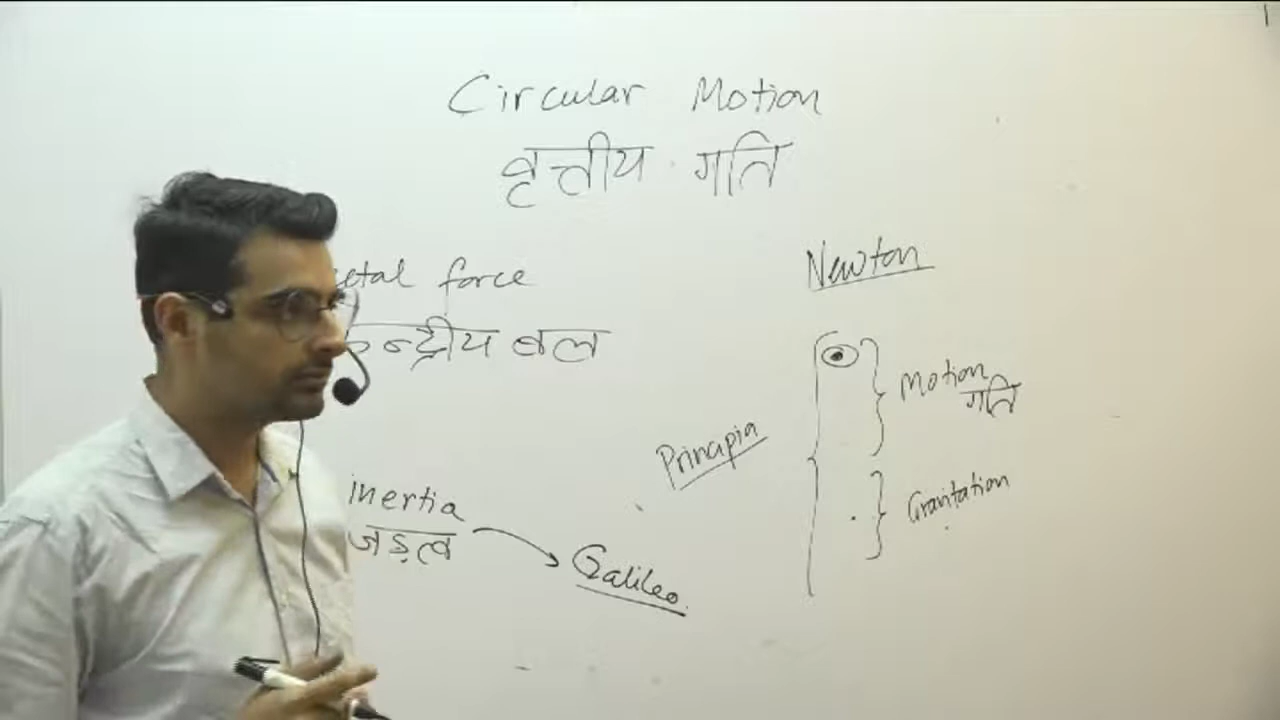 Circular Motion
वृत्तीय गति
etal force
न्द्रीय बल
Newton
Motion
गति
Principia
Gravitation
inertia
जड़त्व
Galileo.